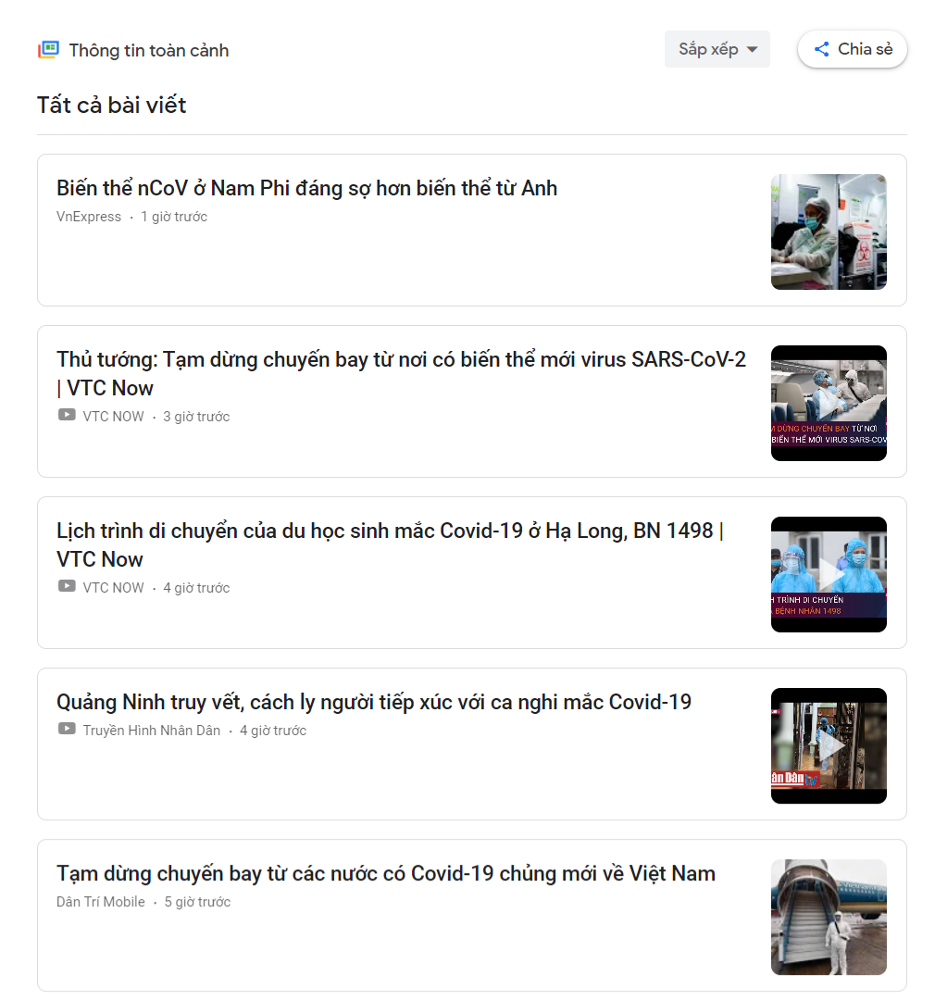 Thông tin toàn cảnh
Sắp xếp
Chia sẻ
Tất cả bài viết
Biến thể nCoV ở Nam Phi đáng sợ hơn biến thể từ Anh
VnExpress · 1 giờ trước
Thủ tướng: Tạm dừng chuyến bay từ nơi có biến thể mới virus SARS-CoV-2
| VTC Now
VTC NOW · 3 giờ trước
M DỪNG CHUYẾN BAY TỪ NƠI
BIẾN THỂ MỚI VIRUS SARS-COV
Lịch trình di chuyển của du học sinh mắc Covid-19 ở Hạ Long, BN 1498 |
VTC Now
VTC NOW · 4 giờ trước
H TRÌNH DI CHUYỂN
A BỆNH NHÂN 1498
Quảng Ninh truy vết, cách ly người tiếp xúc với ca nghi mắc Covid-19
Truyền Hình Nhân Dân · 4 giờ trước
ân Dân tv
Tạm dừng chuyến bay từ các nước có Covid-19 chủng mới về Việt Nam
Dân Trí Mobile · 5 giờ trước